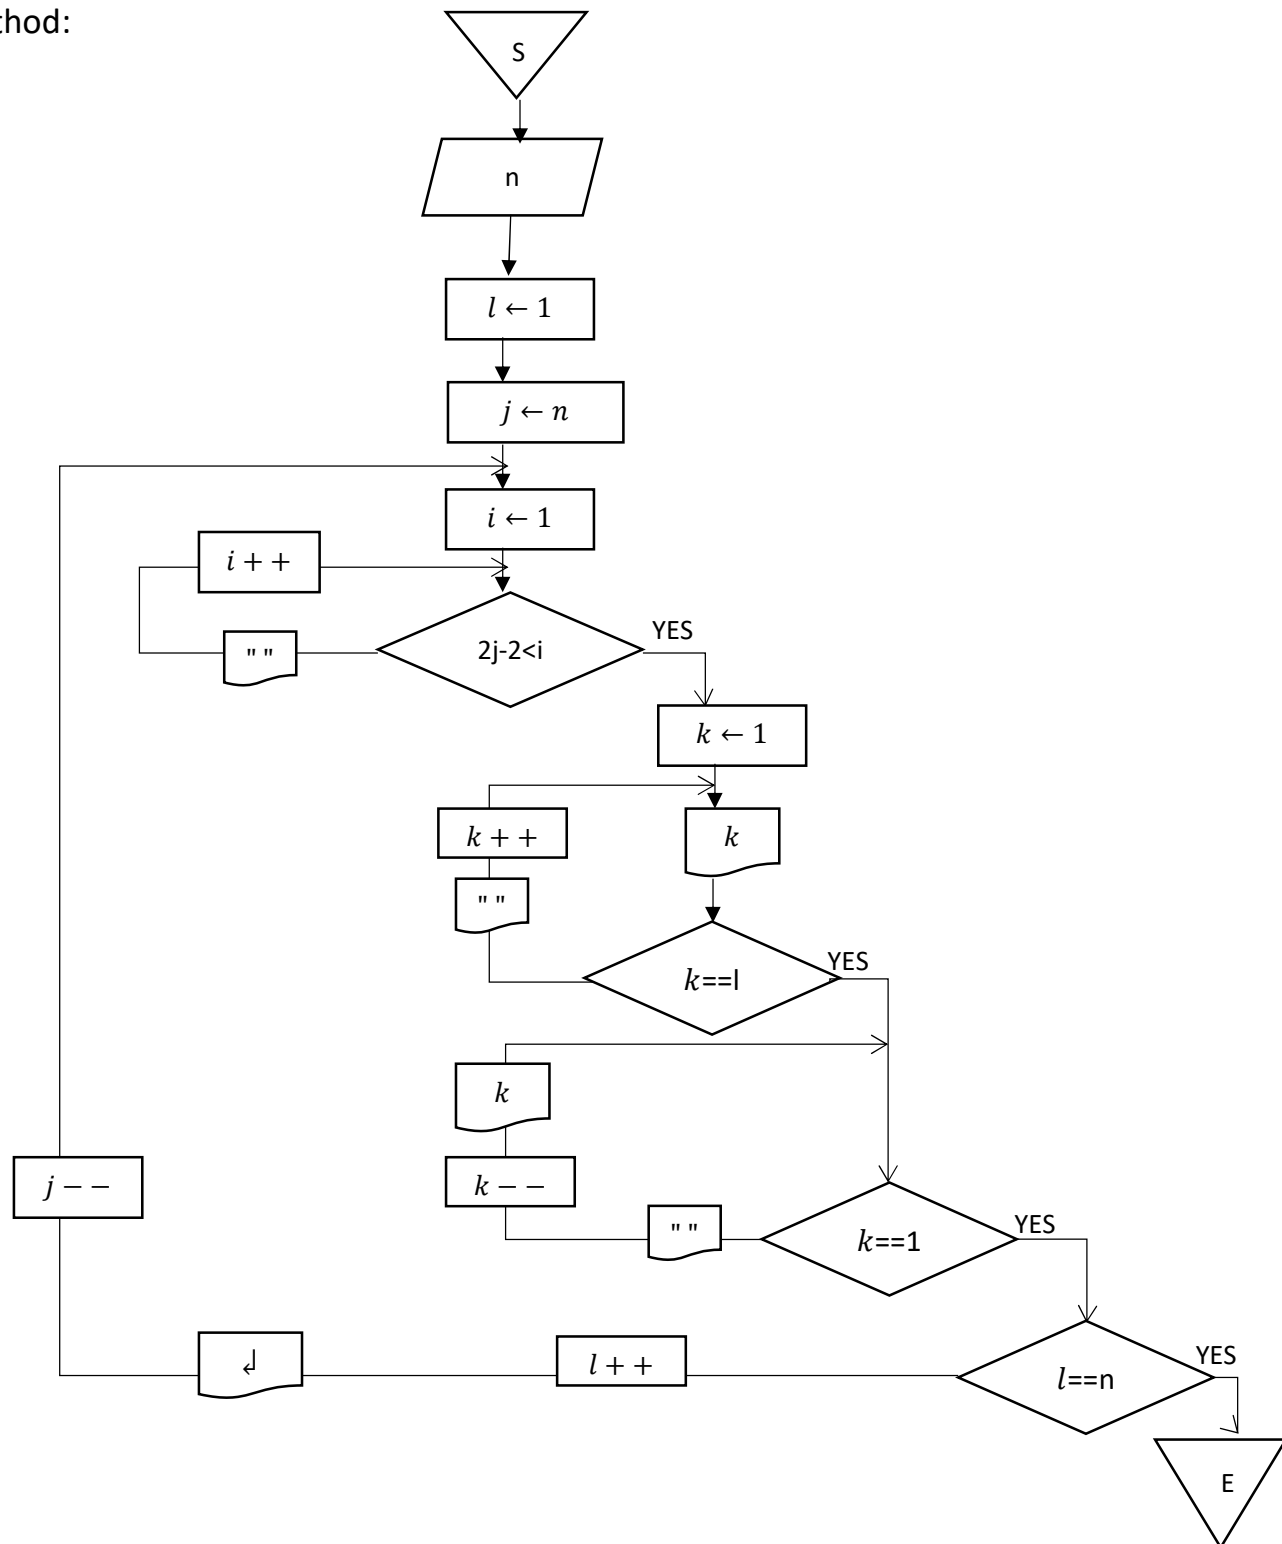 thod:
S
n
l ← 1
j ← n
i ← 1
i + +
2j-2<i
YES
" "
k ← 1
k + +
k
" "
k==l
YES
k
k − −
j − −
" "
k==1
YES
↲
l + +
l==n
YES
E